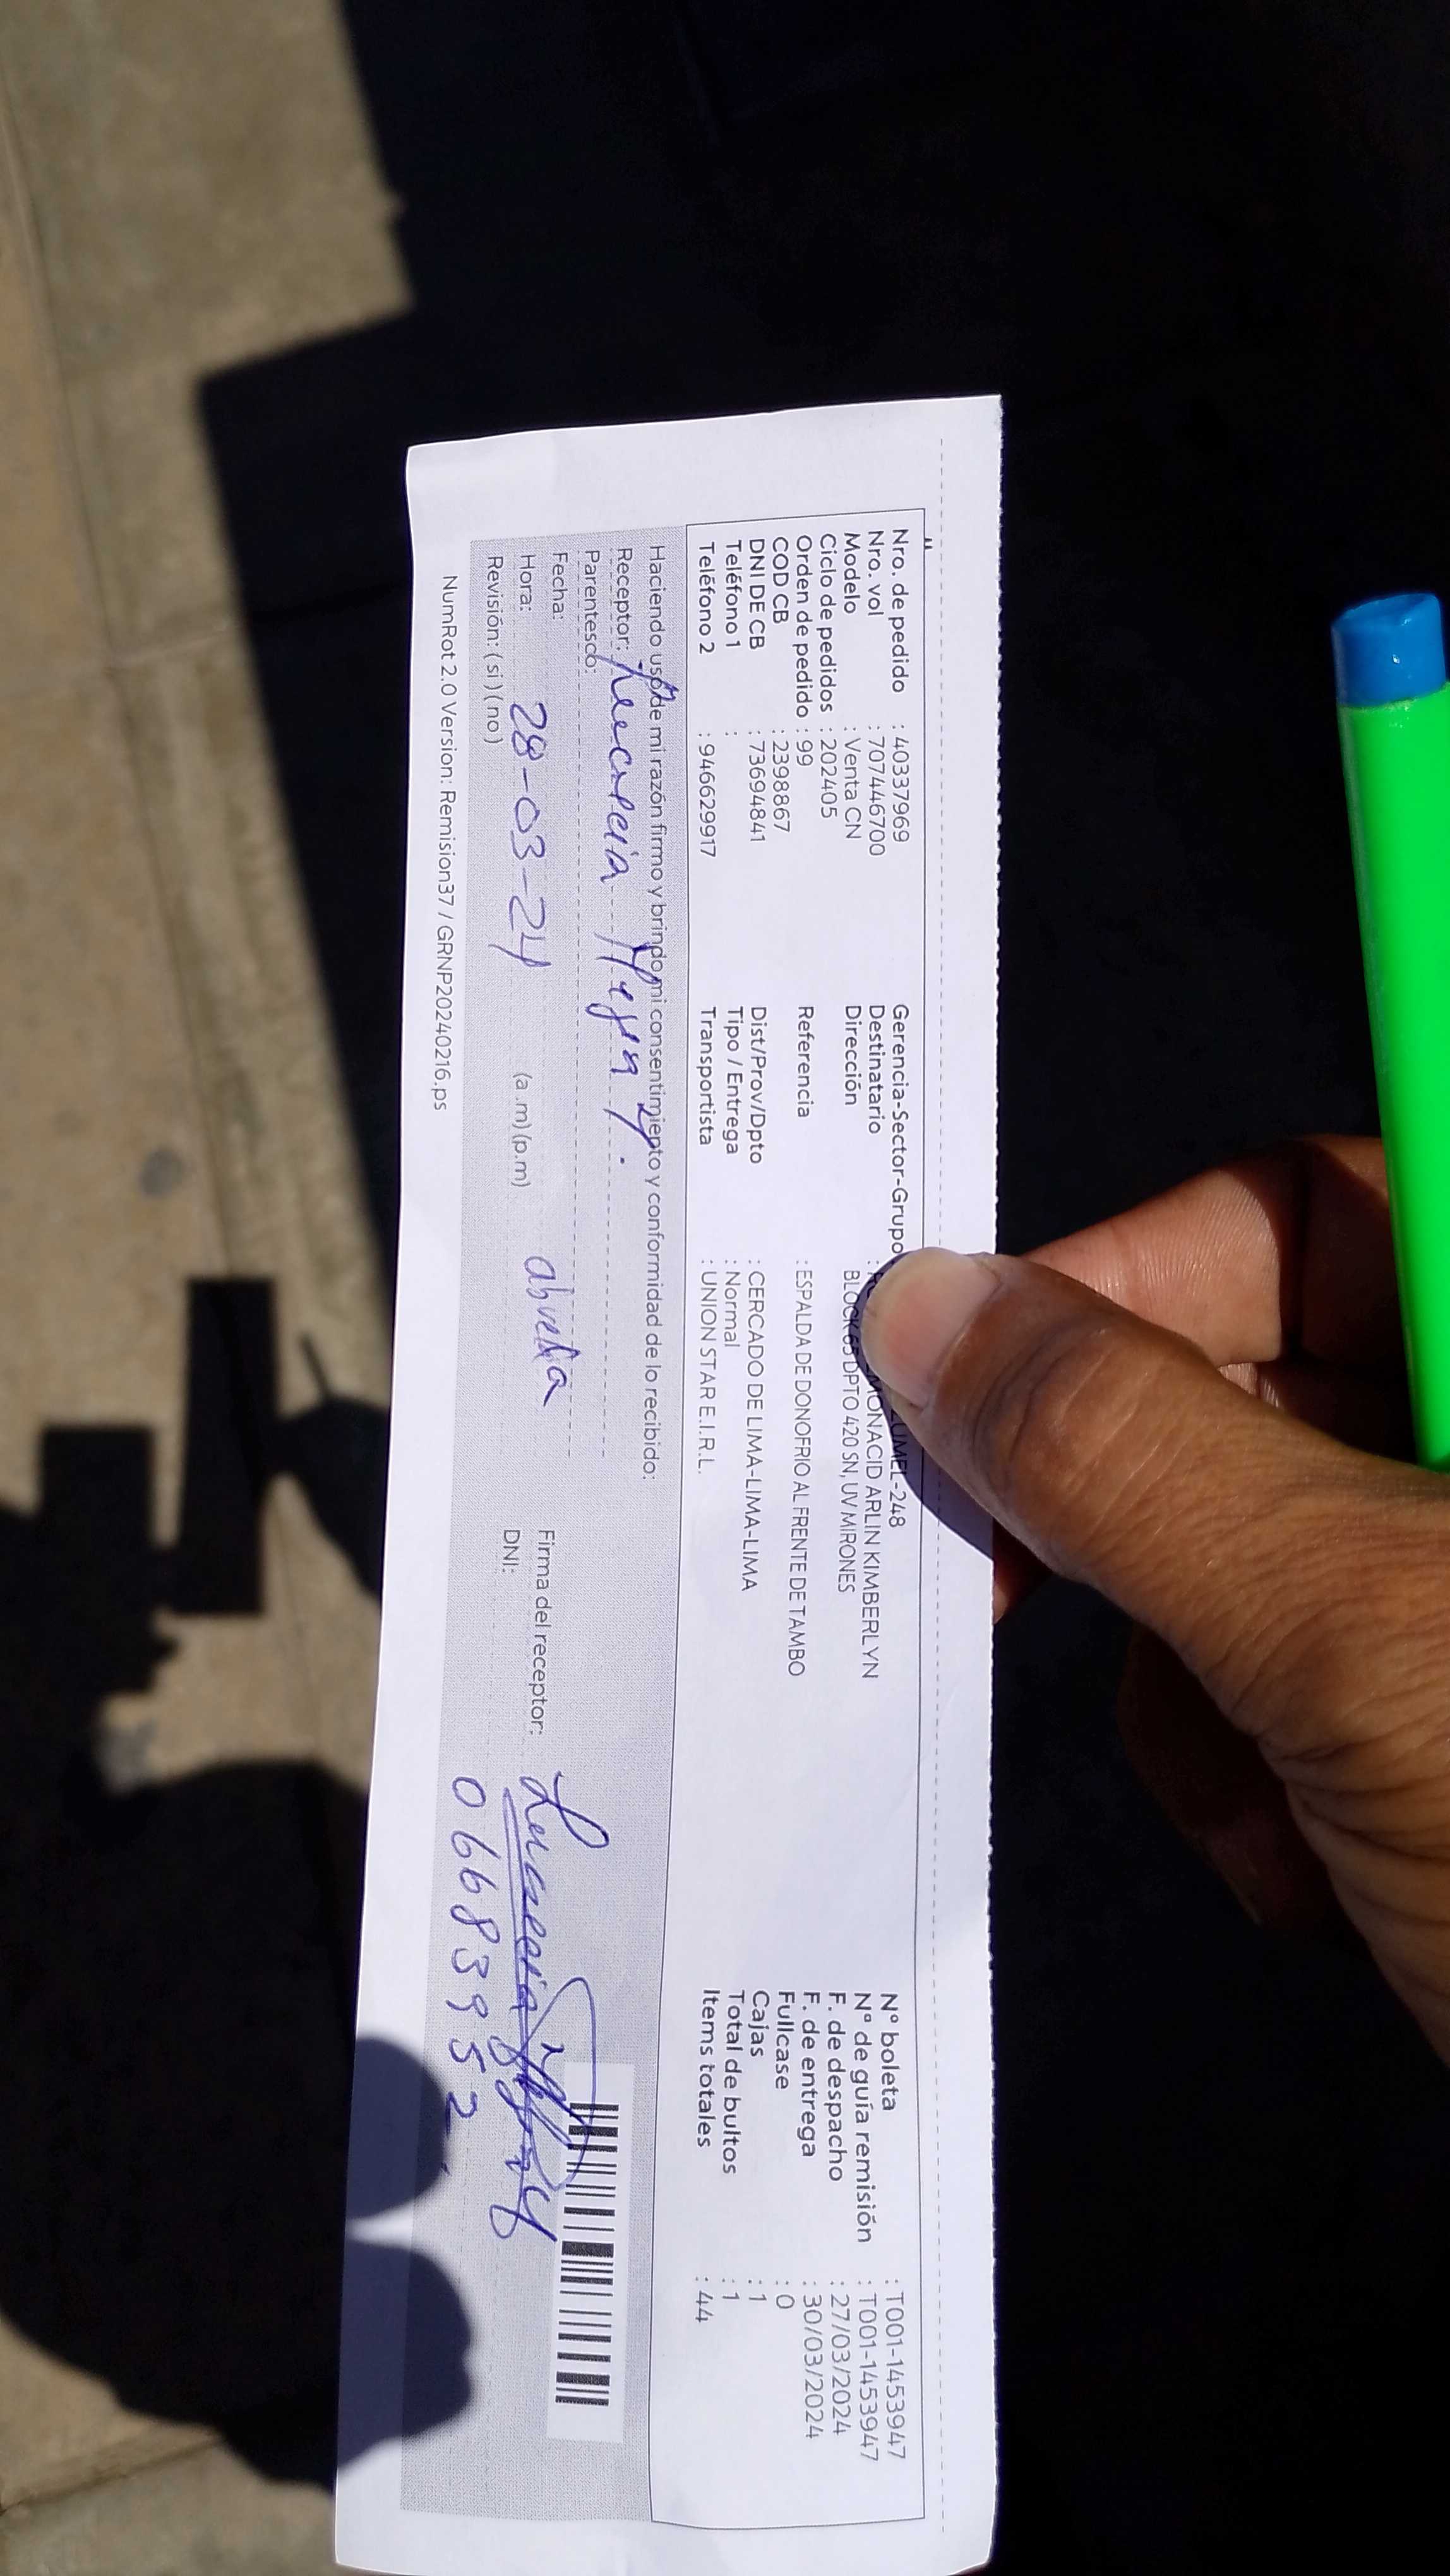 Nro. de pedido : 40337969
Nro. vol : 707446700
Modelo : Venta CN
Ciclo de pedidos : 202405
Orden de pedido : 99
COD CB : 2398867
DNI DE CB : 73694841
Teléfono 1 :
Teléfono 2 : 946629917
Gerencia-Sector-Grupo -248
Destinatario : ARLIN KIMBERLYN
Dirección BLOCK 65 DPTO 420 SN, UV MIRONES
Referencia : ESPALDA DE DONOFRIO AL FRENTE DE TAMBO
Dist/Prov/Dpto : CERCADO DE LIMA-LIMA-LIMA
Tipo / Entrega : Normal
Transportista : UNION STAR E.I.R.L.
N° boleta : T001-1453947
N° de guía remisión : T001-1453947
F. de despacho : 27/03/2024
F. de entrega : 30/03/2024
Fullcase : 0
Cajas : 1
Total de bultos : 1
Items totales : 44
Haciendo uso de mi razón firmo y brindo mi consentimiento y conformidad de lo recibido:
Receptor:
Parentesco:
Fecha:
Hora: 28-03-24 (a.m) (p.m) abuela
Revisión: (si) (no)
Firma del receptor:
DNI: 06683952
NumRot 2.0 Version: Remision37 / GRNP20240216.ps